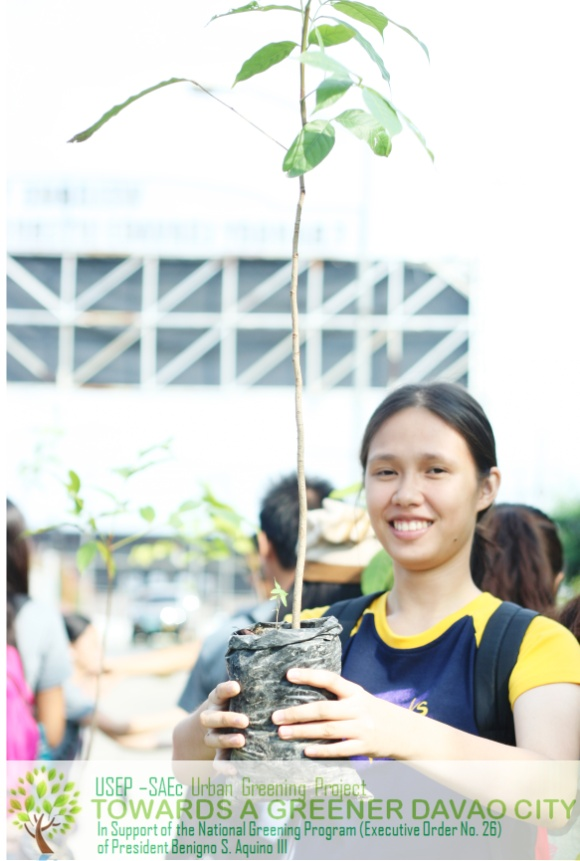 USEP -SAEc Urban Greening Project
TOWARDS A GREENER DAVAO CITY
In Support of the National Greening Program (Executive Order No. 26)
of President Benigno S. Aquino III